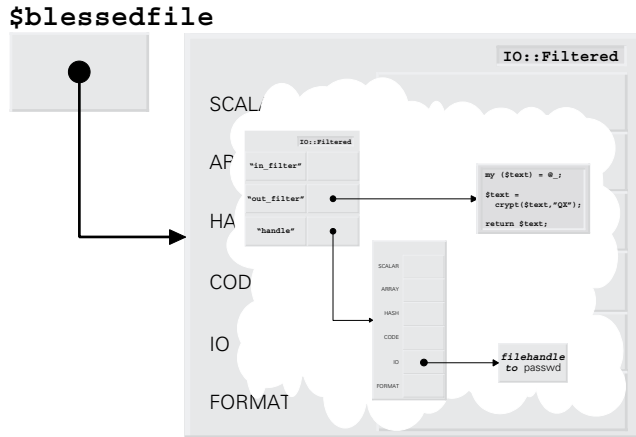 $blessedfile
IO::Filtered
SCALA
AR
HA
COD
IO
FORMAT
IO::Filtered
"in_filter"
"out_filter"
"handle"
my ($text) = @_;
$text =
crypt($text,"QX");
return $text;
SCALAR
ARRAY
HASH
CODE
IO
FORMAT
filehandle
to passwd